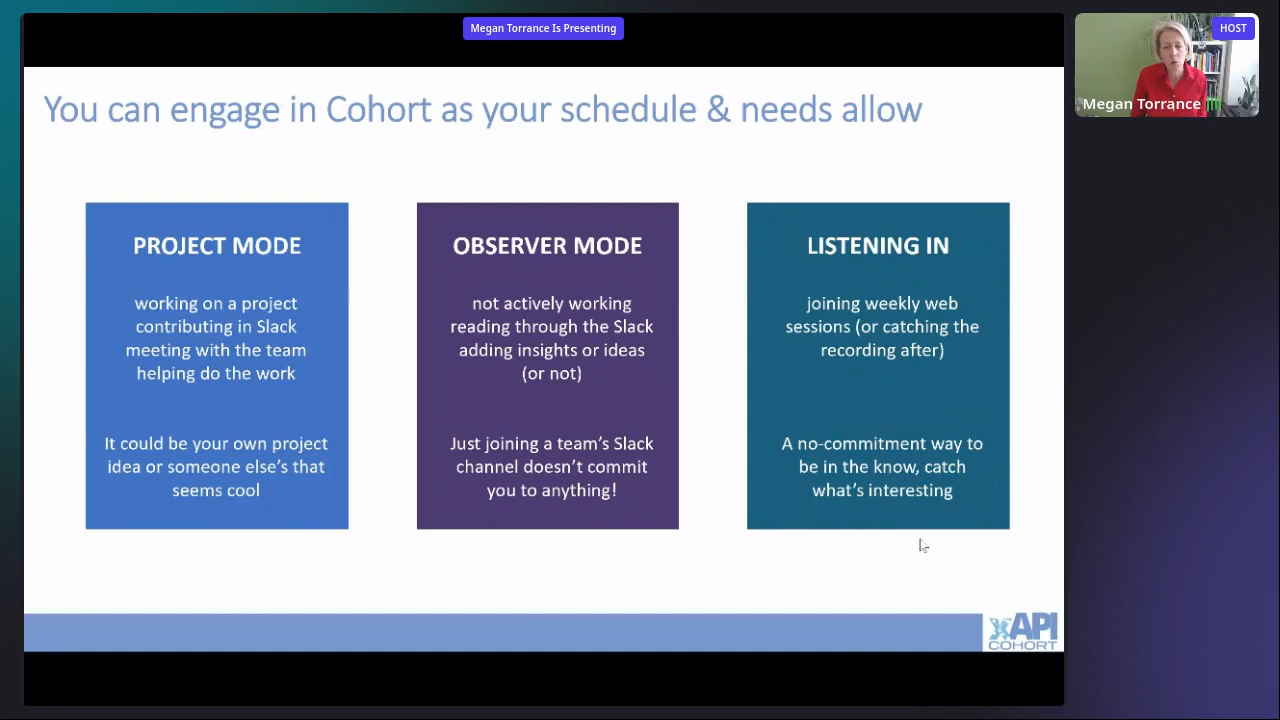 Megan Torrance Is Presenting
HOST
Megan Torrance
You can engage in Cohort as your schedule & needs allow
PROJECT MODE
working on a project
contributing in Slack
meeting with the team
helping do the work
It could be your own project
idea or someone else's that
seems cool
OBSERVER MODE
not actively working
reading through the Slack
adding insights or ideas
(or not)
Just joining a team's Slack
channel doesn't commit
you to anything!
LISTENING IN
joining weekly web
sessions (or catching the
recording after)
A no-commitment way to
be in the know, catch
what's interesting
xAPI
COHORT